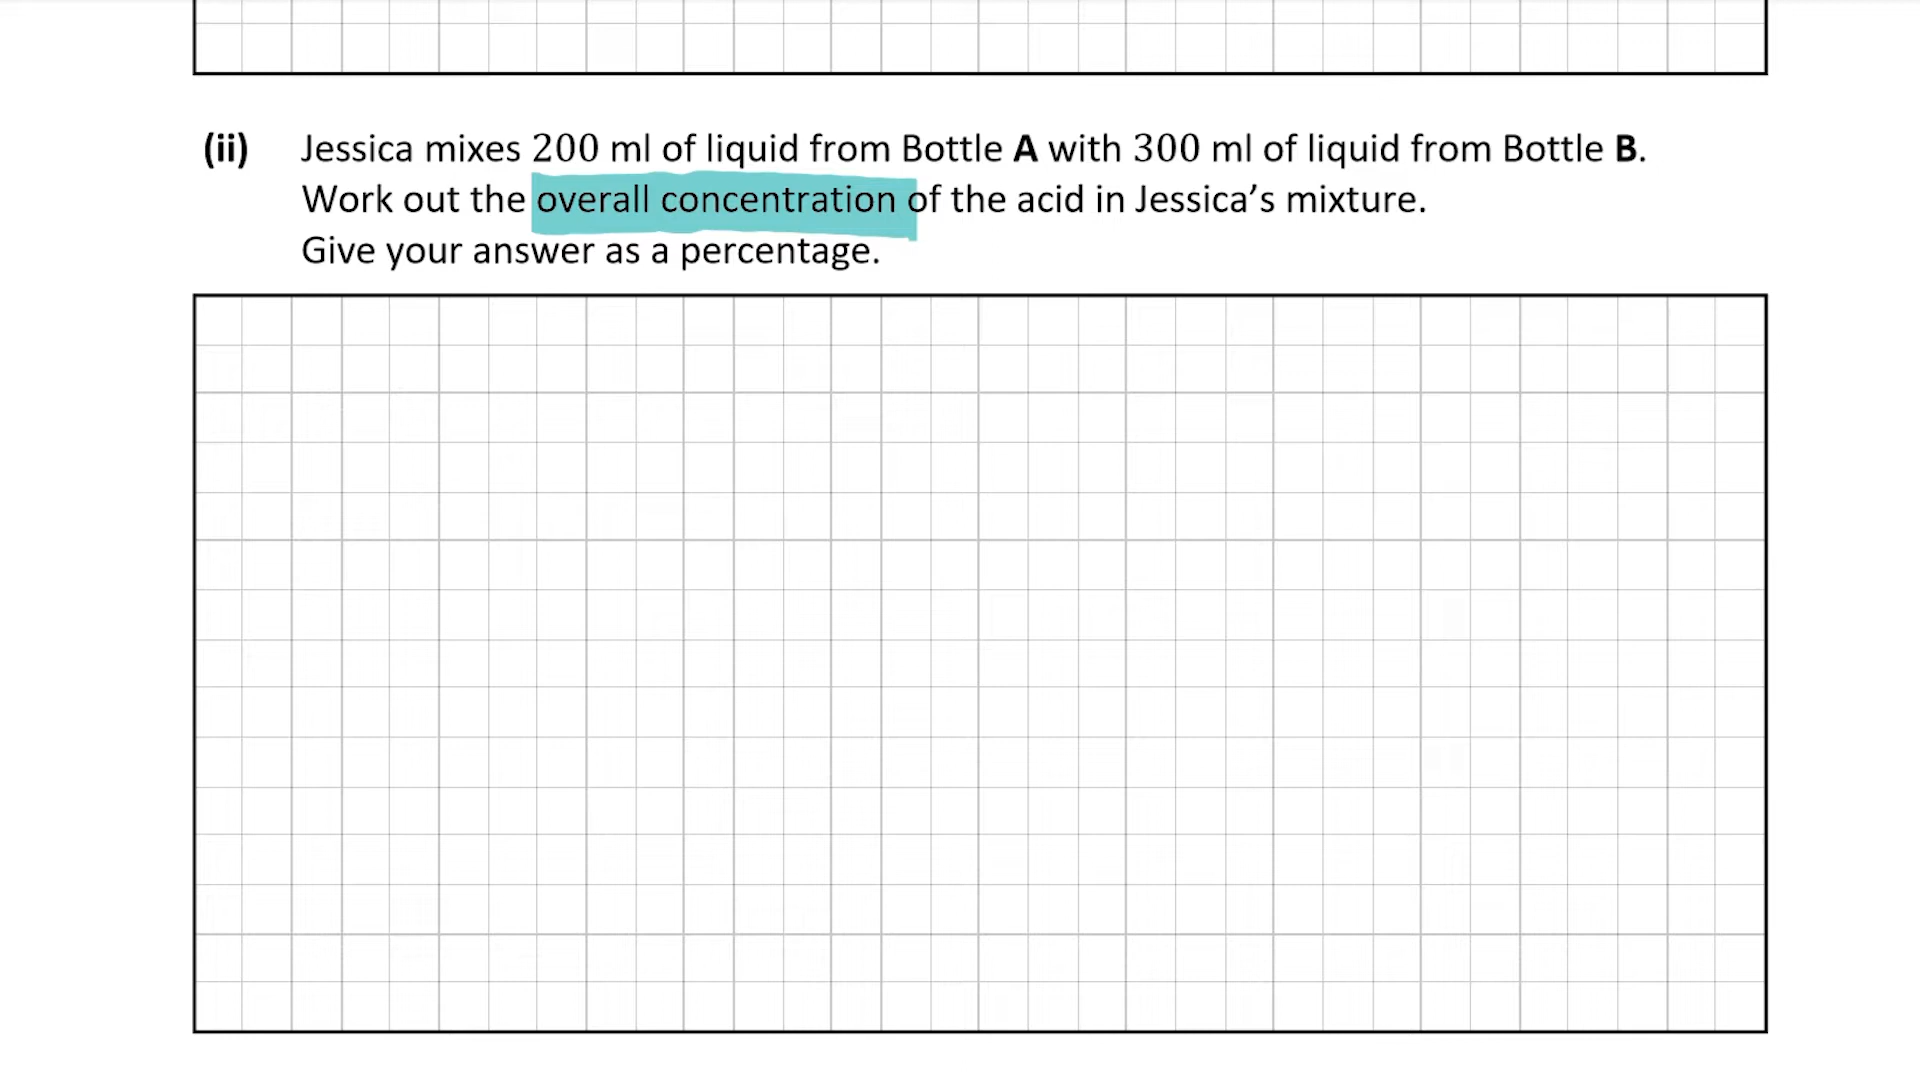 (ii) Jessica mixes 200 ml of liquid from Bottle A with 300 ml of liquid from Bottle B.
Work out the overall concentration of the acid in Jessica’s mixture.
Give your answer as a percentage.